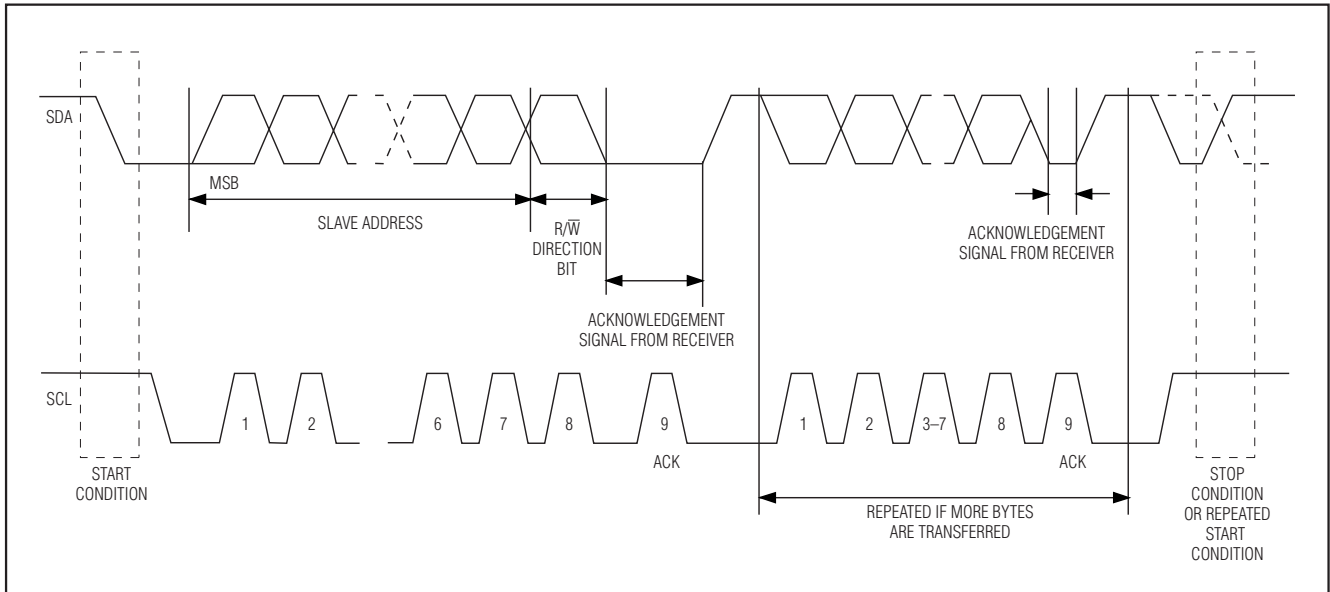 SDA
MSB
SLAVE ADDRESS
R/W̅
DIRECTION
BIT
ACKNOWLEDGEMENT
SIGNAL FROM RECEIVER
ACKNOWLEDGEMENT
SIGNAL FROM RECEIVER
SCL
1 2 6 7 8 9 1 2 3–7 8 9
ACK ACK
START
CONDITION
REPEATED IF MORE BYTES
ARE TRANSFERRED
STOP
CONDITION
OR REPEATED
START
CONDITION